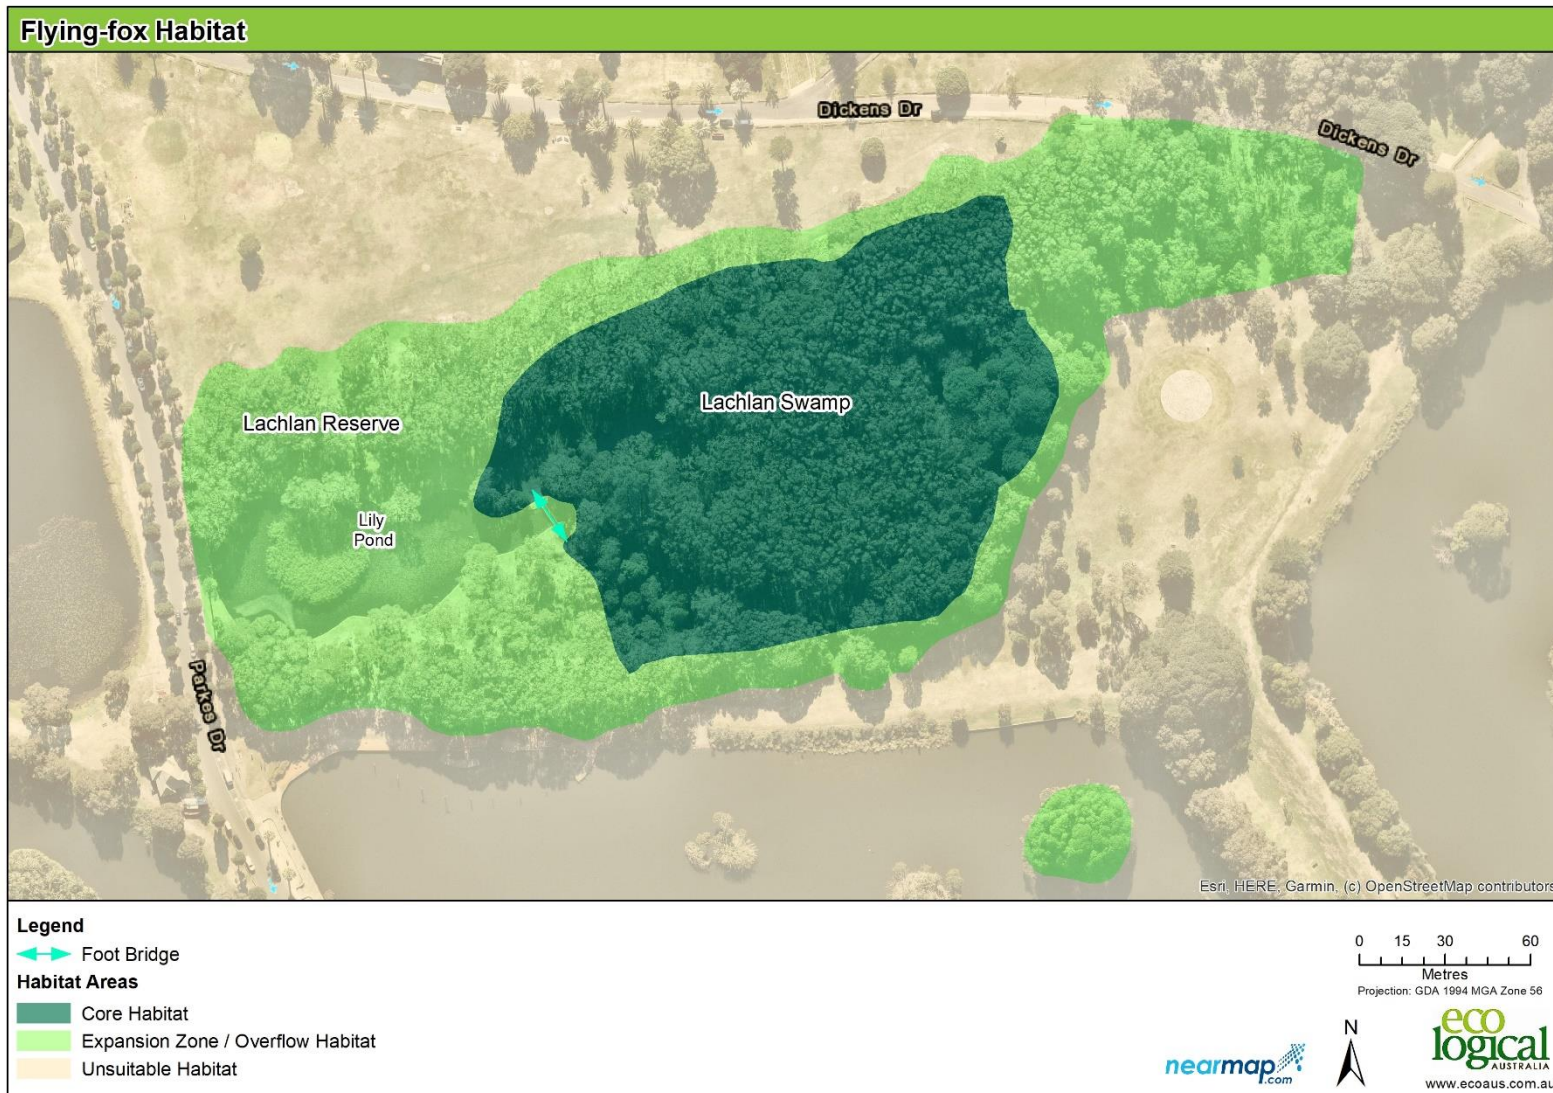 Flying-fox Habitat
Dickens Dr
Dickens Dr
Lachlan Swamp
Lachlan Reserve
Lily
Pond
Parkes Dr
Esri, HERE, Garmin, (c) OpenStreetMap contributors
Legend
Foot Bridge
Habitat Areas
Core Habitat
Expansion Zone / Overflow Habitat
Unsuitable Habitat
0 15 30 60
Metres
Projection: GDA 1994 MGA Zone 56
nearmap
.com
N
eco
logical
AUSTRALIA
www.ecoaus.com.au